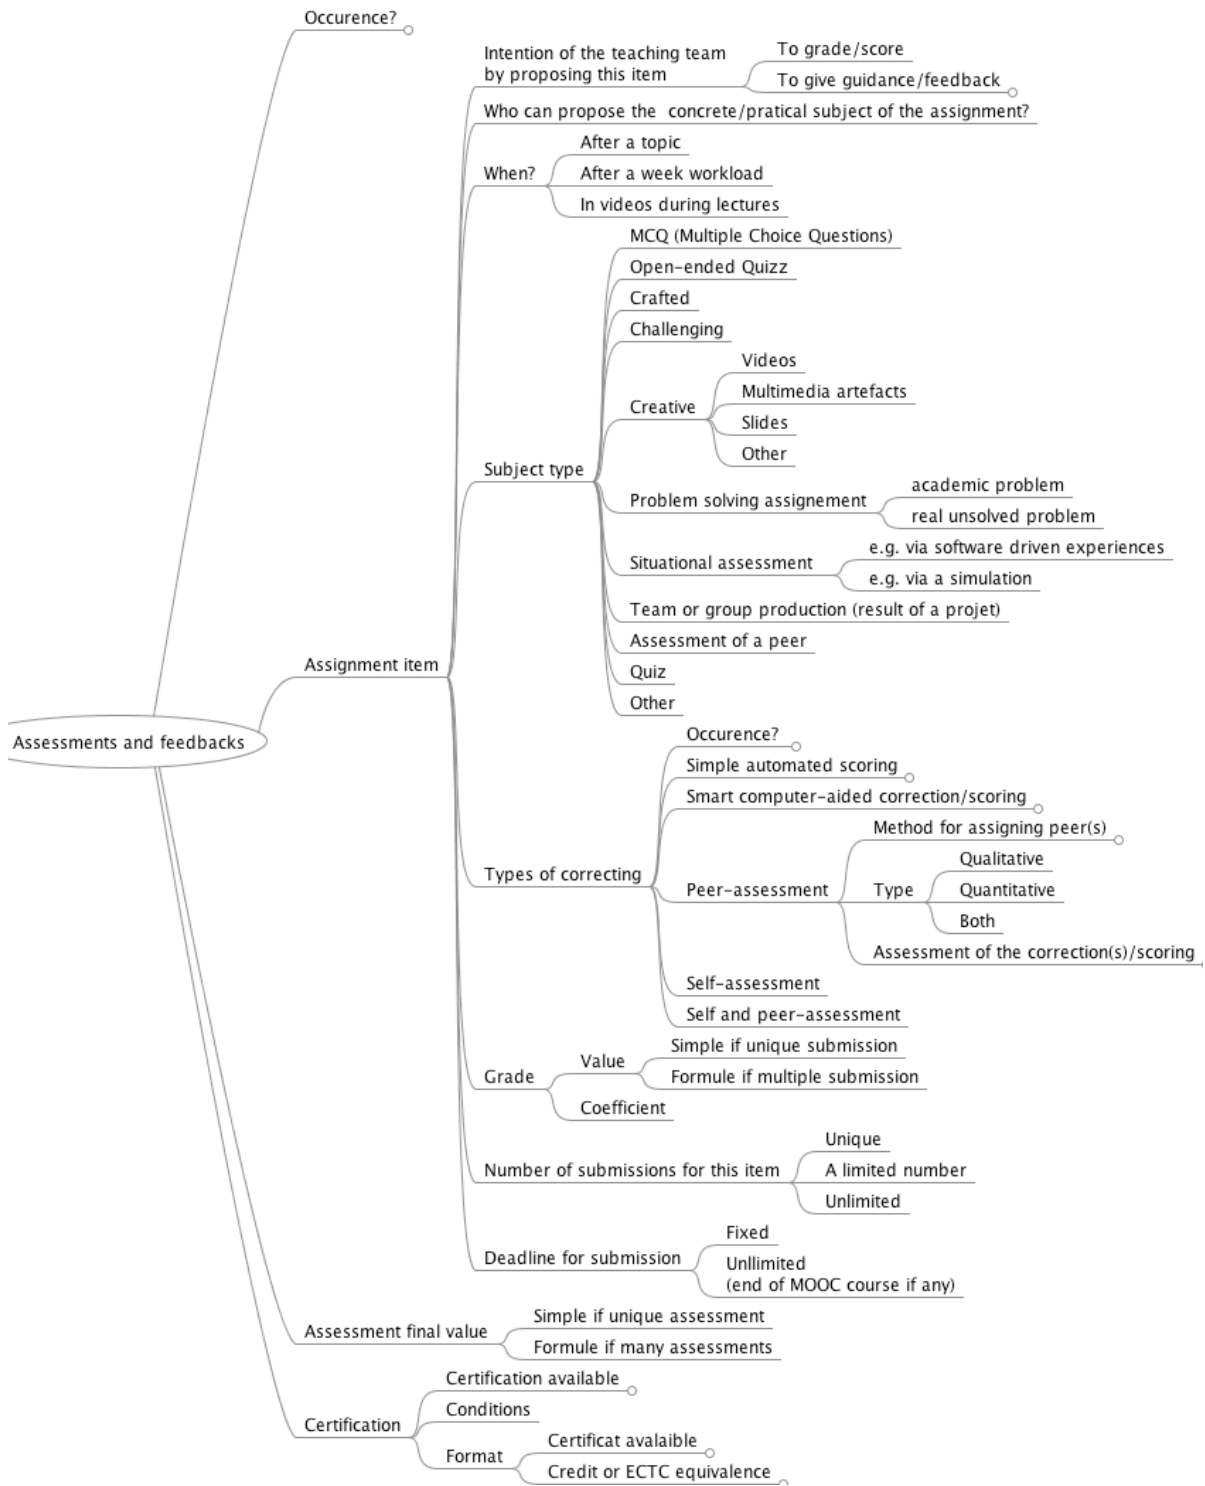 Occurence?
Intention of the teaching team
by proposing this item
To grade/score
To give guidance/feedback
Who can propose the  concrete/pratical subject of the assignment?
When?
After a topic
After a week workload
In videos during lectures
Subject type
MCQ (Multiple Choice Questions)
Open-ended Quizz
Crafted
Challenging
Creative
Videos
Multimedia artefacts
Slides
Other
Problem solving assignement
academic problem
real unsolved problem
Situational assessment
e.g. via software driven experiences
e.g. via a simulation
Team or group production (result of a projet)
Assessment of a peer
Quiz
Other
Assignment item
Assessments and feedbacks
Types of correcting
Occurence?
Simple automated scoring
Smart computer-aided correction/scoring
Peer-assessment
Method for assigning peer(s)
Type
Qualitative
Quantitative
Both
Assessment of the correction(s)/scoring
Self-assessment
Self and peer-assessment
Grade
Value
Simple if unique submission
Formule if multiple submission
Coefficient
Number of submissions for this item
Unique
A limited number
Unlimited
Deadline for submission
Fixed
Unllimited
(end of MOOC course if any)
Assessment final value
Simple if unique assessment
Formule if many assessments
Certification
Certification available
Conditions
Format
Certificat avalaible
Credit or ECTC equivalence